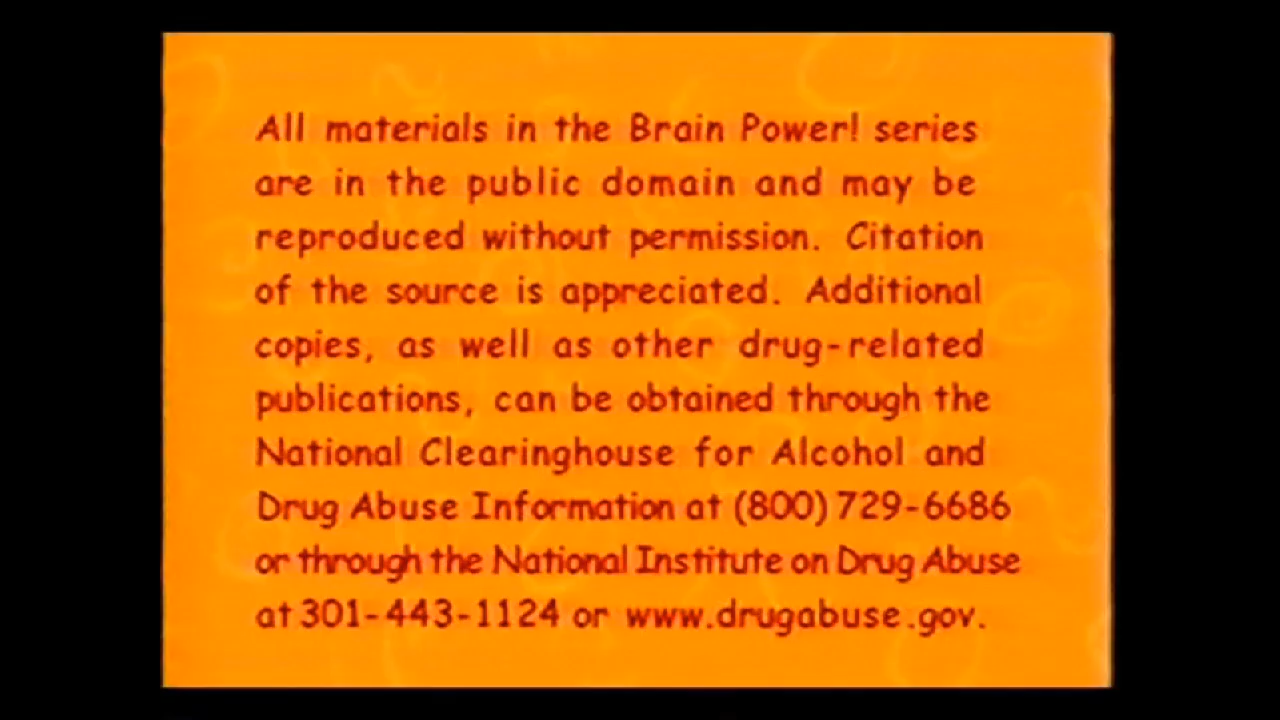 All materials in the Brain Power! series
are in the public domain and may be
reproduced without permission. Citation
of the source is appreciated. Additional
copies, as well as other drug-related
publications, can be obtained through the
National Clearinghouse for Alcohol and
Drug Abuse Information at (800) 729-6686
or through the National Institute on Drug Abuse
at 301-443-1124 or www.drugabuse.gov.